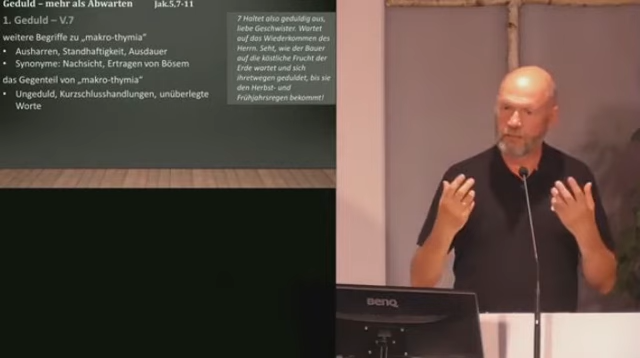 Geduld – mehr als Abwarten Jak.5,7-11
1. Geduld – V.7
weitere Begriffe zu „makro-thymia“
• Ausharren, Standhaftigkeit, Ausdauer
• Synonyme: Nachsicht, Ertragen von Bösem
das Gegenteil von „makro-thymia“
• Ungeduld, Kurzschlusshandlungen, unüberlegte
Worte
7 Haltet also geduldig aus,
liebe Geschwister. Wartet
auf das Wiederkommen des
Herrn. Seht, wie der Bauer
auf die köstliche Frucht der
Erde wartet und sich
ihretwegen geduldet, bis sie
den Herbst- und
Frühjahrsregen bekommt!
BenQ